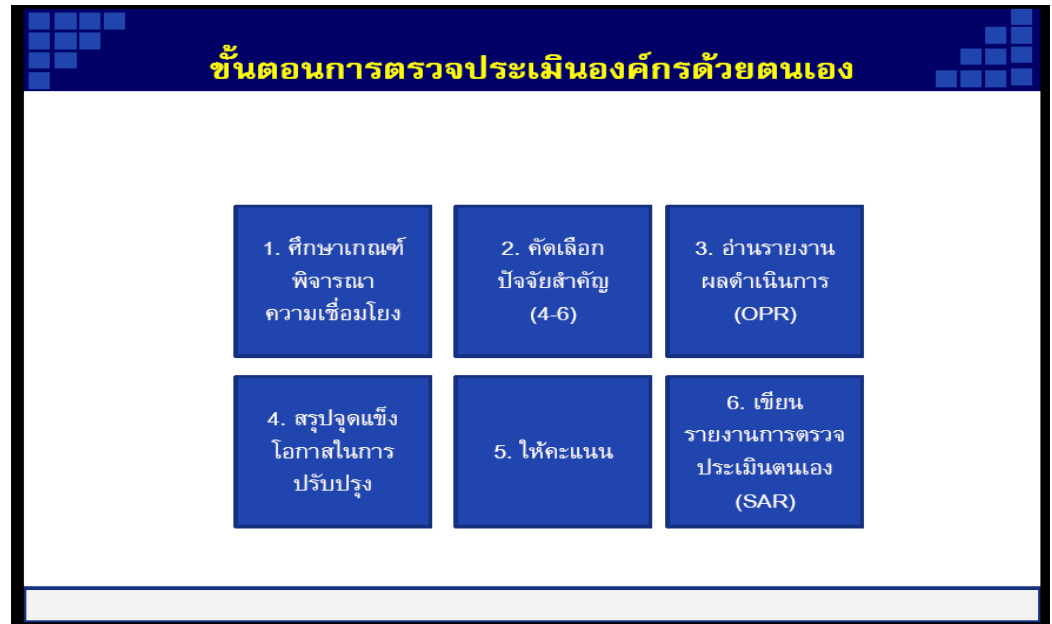 ขั้นตอนการตรวจประเมินองค์กรด้วยตนเอง
1. ศึกษาเกณฑ์
พิจารณา
ความเชื่อมโยง
2. คัดเลือก
ปัจจัยสำคัญ
(4-6)
3. อ่านรายงาน
ผลดำเนินการ
(OPR)
4. สรุปจุดแข็ง
โอกาสในการ
ปรับปรุง
5. ให้คะแนน
6. เขียน
รายงานการตรวจ
ประเมินตนเอง
(SAR)